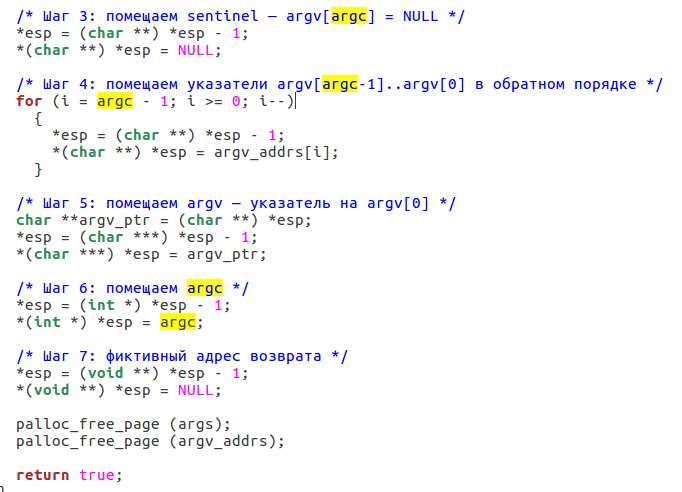 /* Шаг 3: помещаем sentinel — argv[argc] = NULL */
*esp = (char **) *esp - 1;
*(char **) *esp = NULL;
/* Шаг 4: помещаем указатели argv[argc-1]..argv[0] в обратном порядке */
for (i = argc - 1; i >= 0; i--)
{
*esp = (char **) *esp - 1;
*(char **) *esp = argv_addrs[i];
}
/* Шаг 5: помещаем argv — указатель на argv[0] */
char **argv_ptr = (char **) *esp;
*esp = (char ***) *esp - 1;
*(char ***) *esp = argv_ptr;
/* Шаг 6: помещаем argc */
*esp = (int *) *esp - 1;
*(int *) *esp = argc;
/* Шаг 7: фиктивный адрес возврата */
*esp = (void **) *esp - 1;
*(void **) *esp = NULL;
palloc_free_page (args);
palloc_free_page (argv_addrs);
return true;
}